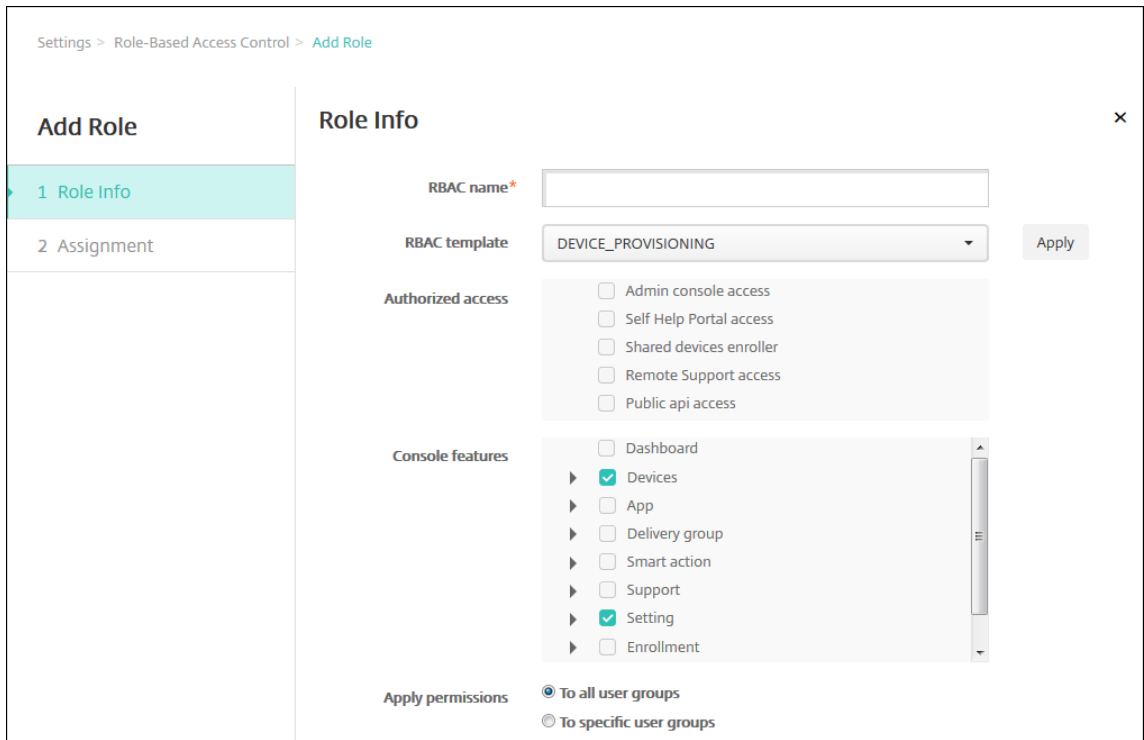 Settings > Role-Based Access Control > Add Role
Add Role
1 Role Info
2 Assignment
Role Info
×
RBAC name*
RBAC template DEVICE_PROVISIONING Apply
Authorized access
Admin console access
Self Help Portal access
Shared devices enroller
Remote Support access
Public api access
Console features
Dashboard
Devices
App
Delivery group
Smart action
Support
Setting
Enrollment
Apply permissions
To all user groups
To specific user groups